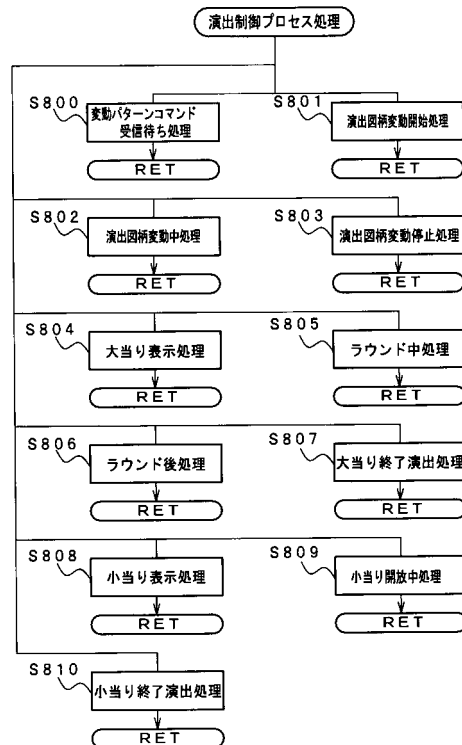 演出制御プロセス処理
S800
変動パターンコマンド
受信待ち処理
RET
S801
演出図柄変動開始処理
RET
S802
演出図柄変動中処理
RET
S803
演出図柄変動停止処理
RET
S804
大当り表示処理
RET
S805
ラウンド中処理
RET
S806
ラウンド後処理
RET
S807
大当り終了演出処理
RET
S808
小当り表示処理
RET
S809
小当り開放中処理
RET
S810
小当り終了演出処理
RET